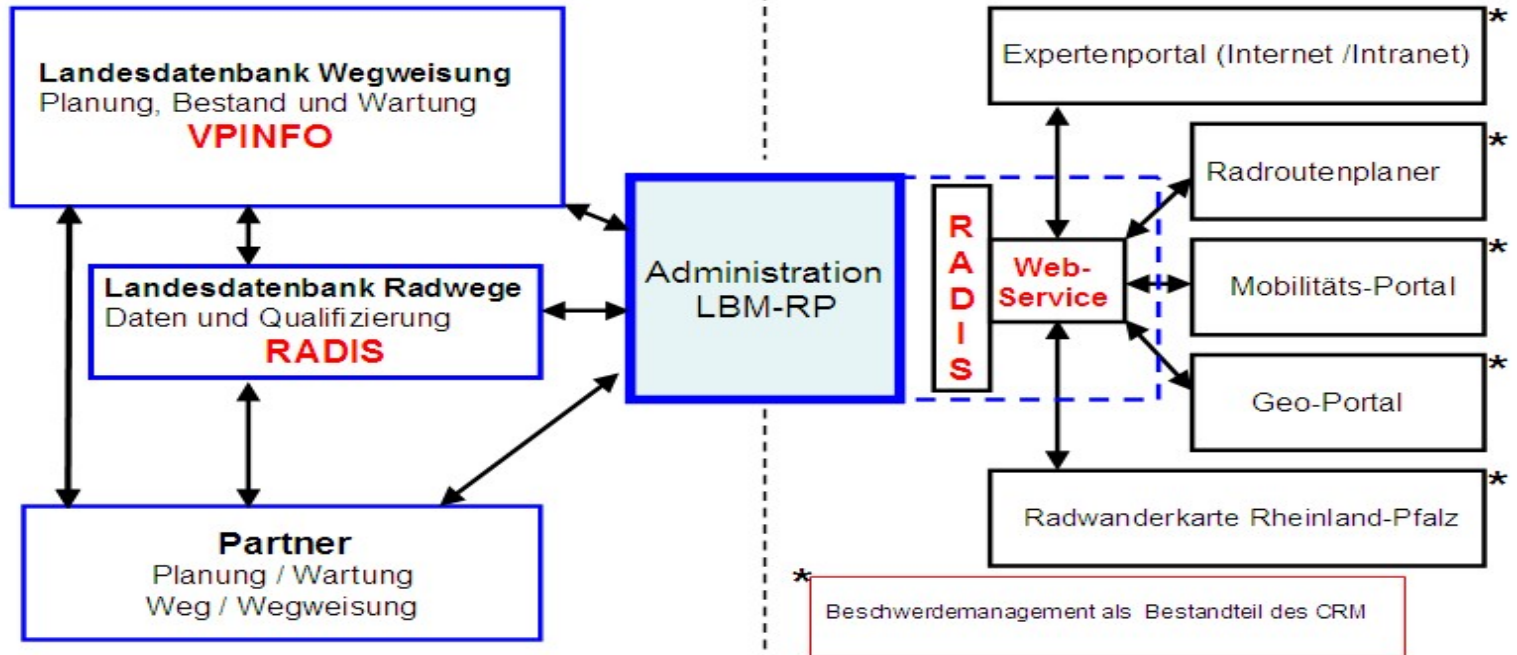 Landesdatenbank Wegweisung
Planung, Bestand und Wartung
VPINFO
Landesdatenbank Radwege
Daten und Qualifizierung
RADIS
Partner
Planung / Wartung
Weg / Wegweisung
Administration
LBM-RP
RADIS
Web-
Service
Expertenportal (Internet /Intranet)
*
Radroutenplaner
*
Mobilitäts-Portal
*
Geo-Portal
*
Radwanderkarte Rheinland-Pfalz
*
*
Beschwerdemanagement als Bestandteil des CRM